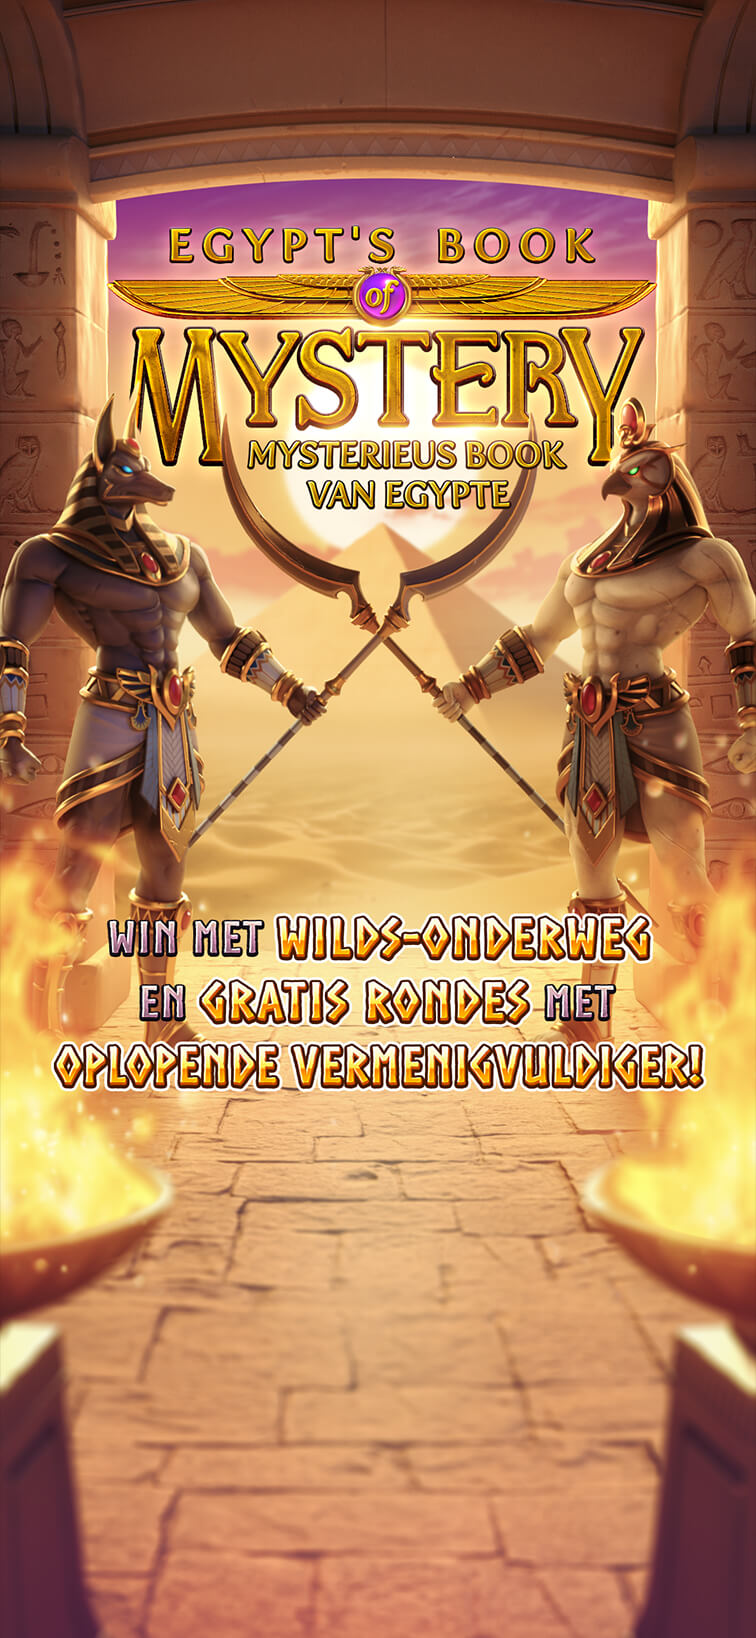 EGYPT'S BOOK
of
MYSTERY
MYSTERIEUS BOOK
VAN EGYPTE
WIN MET WILDS-ONDERWEG
EN GRATIS RONDES MET
OPLOPENDE VERMENIGVULDIGER!